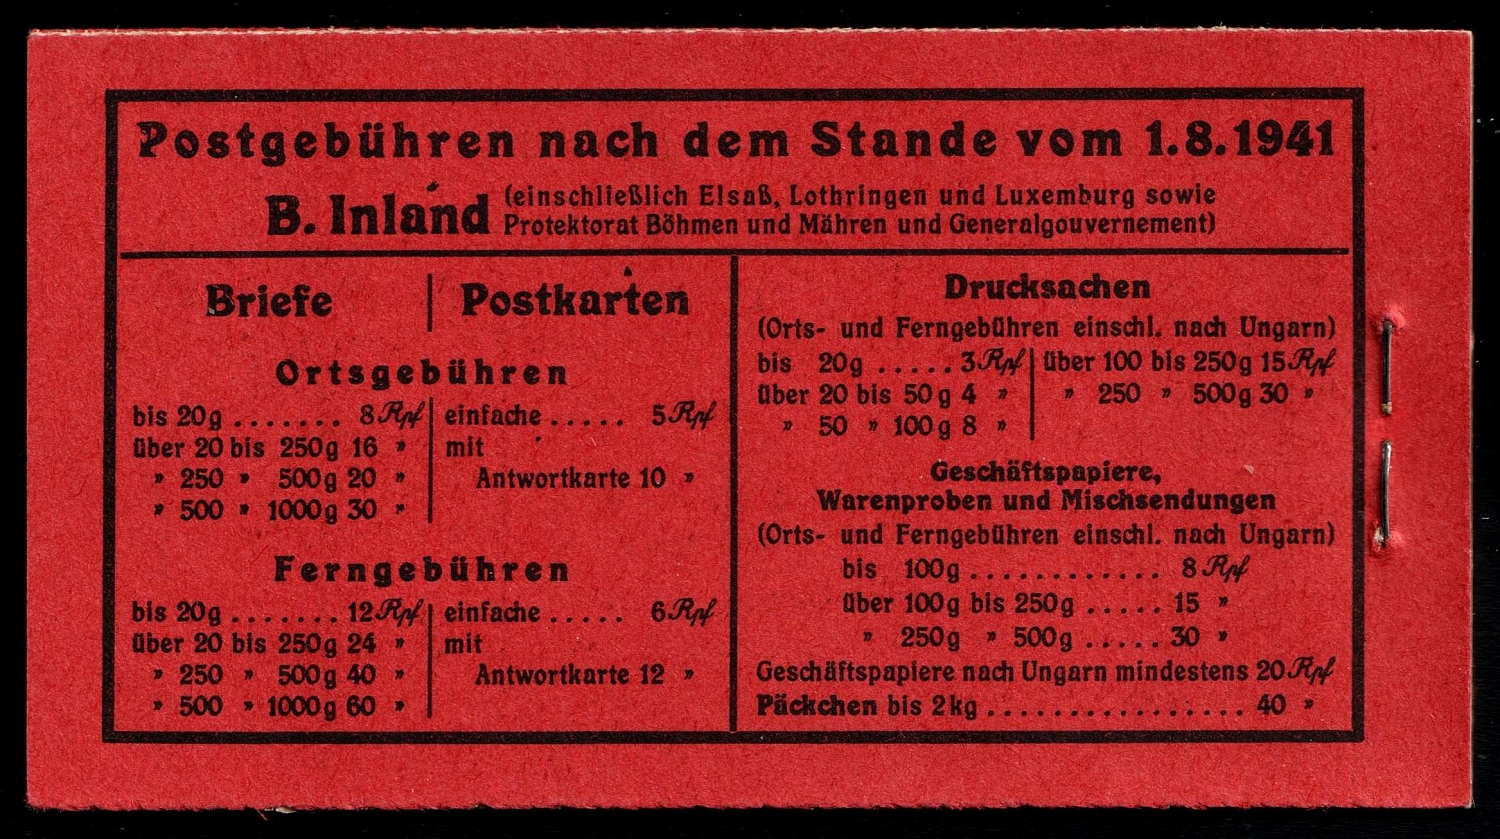 Postgebühren nach dem Stande vom 1.8.1941
B. Inland (einschließlich Elsaß, Lothringen und Luxemburg sowie
Protektorat Böhmen und Mähren und Generalgouvernement)
Briefe | Postkarten
Ortsgebühren
bis 20g ....... 8 Rpf | einfache ..... 5 Rpf
über 20 bis 250g 16 " | mit
" 250 " 500g 20 " | Antwortkarte 10 "
" 500 " 1000g 30 "
Ferngebühren
bis 20g ....... 12 Rpf | einfache ..... 6 Rpf
über 20 bis 250g 24 " | mit
" 250 " 500g 40 " | Antwortkarte 12 "
" 500 " 1000g 60 "
Drucksachen
(Orts- und Ferngebühren einschl. nach Ungarn)
bis 20g ..... 3 Rpf | über 100 bis 250g 15 Rpf
über 20 bis 50g 4 " | " 250 " 500g 30 "
" 50 " 100g 8 "
Geschäftspapiere,
Warenproben und Mischsendungen
(Orts- und Ferngebühren einschl. nach Ungarn)
bis 100g ............ 8 Rpf
über 100g bis 250g ..... 15 "
" 250g " 500g ..... 30 "
Geschäftspapiere nach Ungarn mindestens 20 Rpf
Päckchen bis 2kg ................ 40 "